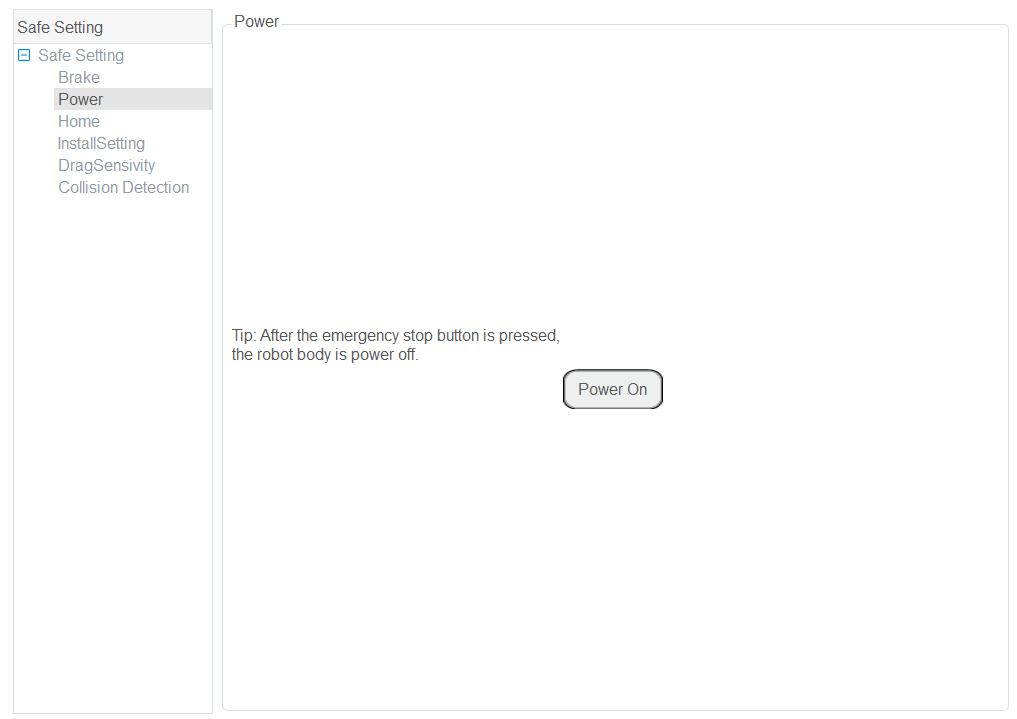 Safe Setting
Safe Setting
Brake
Power
Home
InstallSetting
DragSensivity
Collision Detection
Power
Tip: After the emergency stop button is pressed,
the robot body is power off.
Power On